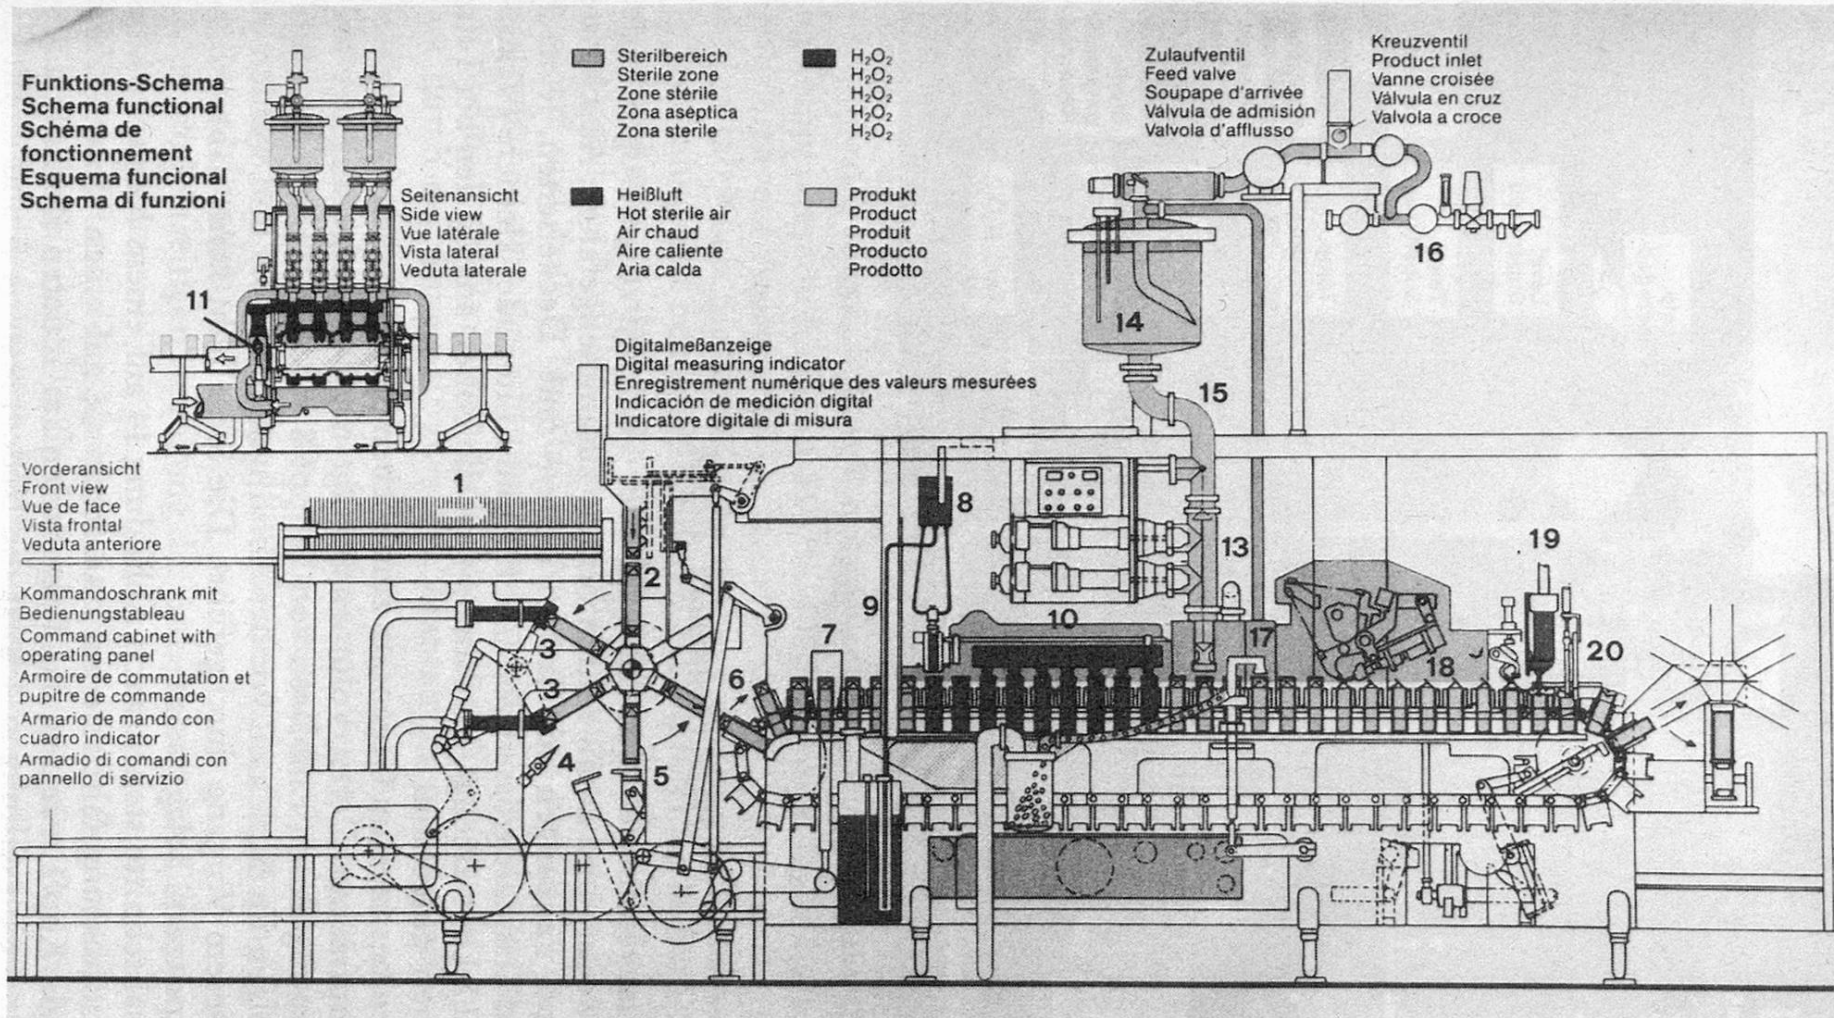 Funktions-Schema
Schema functional
Schéma de
fonctionnement
Esquema funcional
Schema di funzioni
Seitenansicht
Side view
Vue latérale
Vista lateral
Veduta laterale
11
Sterilbereich
Sterile zone
Zone stérile
Zona aséptica
Zona sterile
H₂O₂
H₂O₂
H₂O₂
H₂O₂
H₂O₂
Heißluft
Hot sterile air
Air chaud
Aire caliente
Aria calda
Produkt
Product
Produit
Producto
Prodotto
Zulaufventil
Feed valve
Soupape d'arrivée
Válvula de admisión
Valvola d'afflusso
Kreuzventil
Product inlet
Vanne croisée
Válvula en cruz
Valvola a croce
16
14
15
Digitalmeßanzeige
Digital measuring indicator
Enregistrement numérique des valeurs mesurées
Indicación de medición digital
Indicatore digitale di misura
Vorderansicht
Front view
Vue de face
Vista frontal
Veduta anteriore
Kommandoschrank mit
Bedienungstableau
Command cabinet with
operating panel
Armoire de commutation et
pupitre de commande
Armario de mando con
cuadro indicator
Armadio di comandi con
pannello di servizio
1
2
3
3
4
5
6
7
8
9
10
13
17
18
19
20